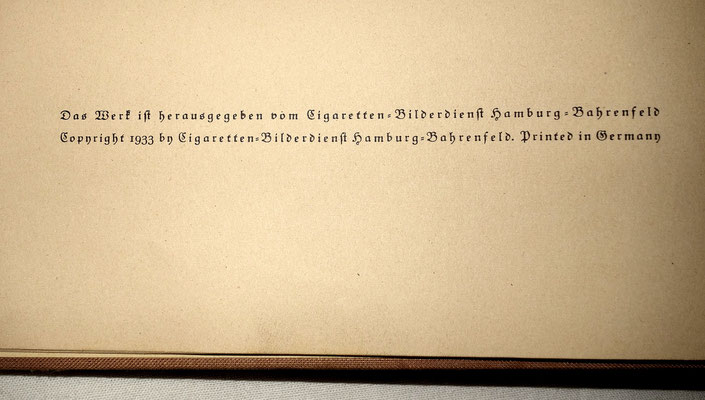 Das Werk ist herausgegeben vom Cigaretten-Bilderdienst Hamburg-Bahrenfeld
Copyright 1933 by Cigaretten-Bilderdienst Hamburg-Bahrenfeld. Printed in Germany